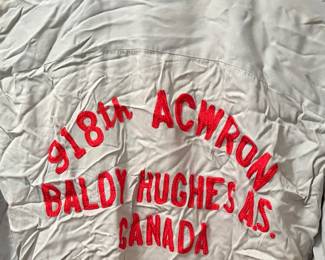 918th ACWRON
BALDY HUGHES AS.
CANADA